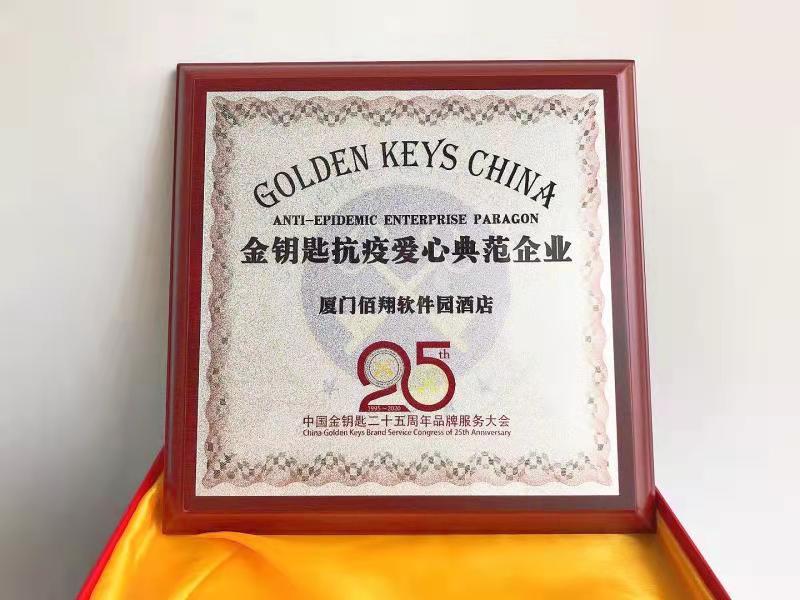 GOLDEN KEYS CHINA
ANTI-EPIDEMIC ENTERPRISE PARAGON
金钥匙抗疫爱心典范企业
厦门佰翔软件园酒店
25th
1995-2020
中国金钥匙二十五周年品牌服务大会
China Golden Keys Brand Service Congress of 25th Anniversary